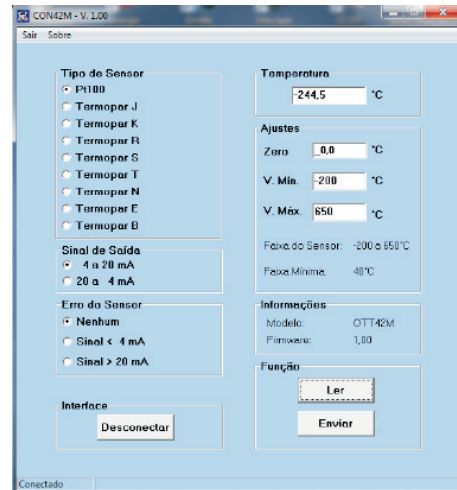 CON42M - V. 1.00
Sair Sobre
Tipo de Sensor
Pt100
Termopar J
Termopar K
Termopar R
Termopar S
Termopar T
Termopar N
Termopar E
Termopar B
Sinal de Saída
4 a 20 mA
20 a 4 mA
Erro do Sensor
Nenhum
Sinal < 4 mA
Sinal > 20 mA
Interface
Desconectar
Temperatura
-244,5 °C
Ajustes
Zero _0,0 °C
V. Mín. -200 °C
V. Máx. 650 °C
Faixa do Sensor: -200 a 650°C
Faixa Mínima: 40°C
Informações
Modelo: OTT42M
Firmware: 1,00
Função
Ler
Enviar
Conectado